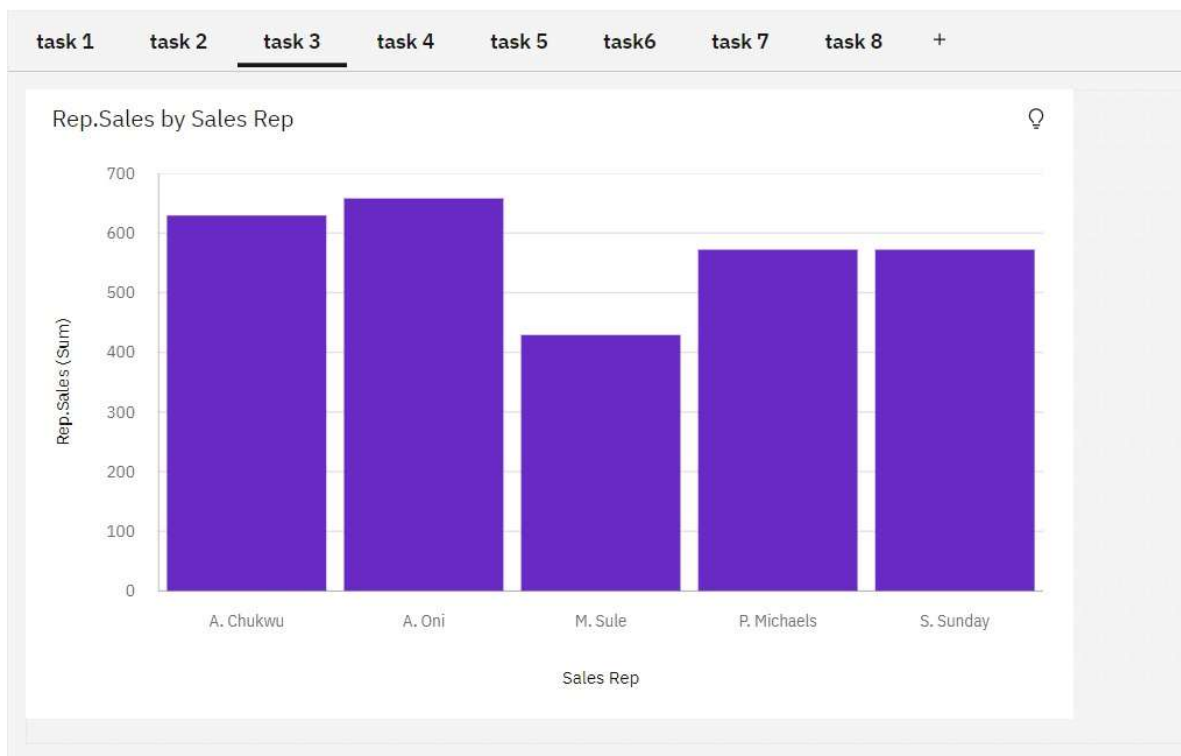 task 1 task 2 task 3 task 4 task 5 task6 task 7 task 8 +
Rep.Sales by Sales Rep
700
600
500
400
300
200
100
0
Rep.Sales (Sum)
A. Chukwu A. Oni M. Sule P. Michaels S. Sunday
Sales Rep